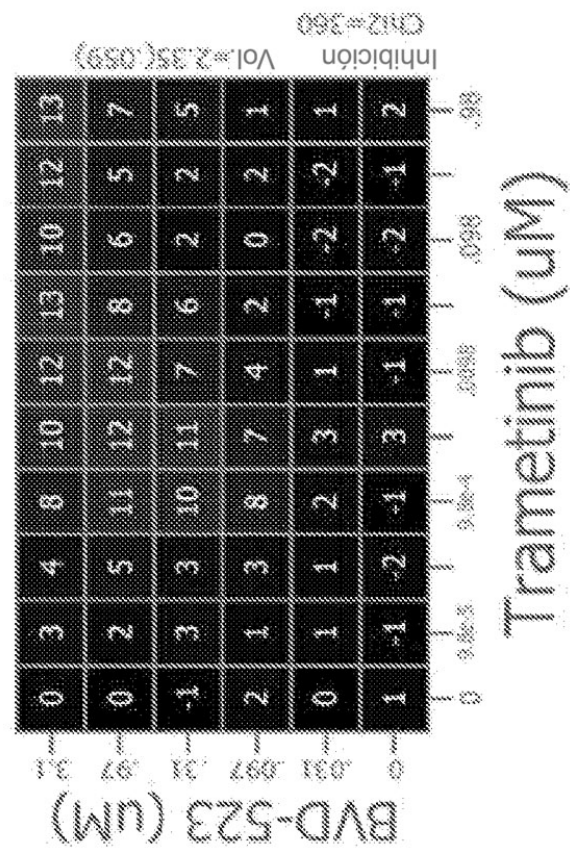 Inhibición
Vol.=2.35(.059)
Chi2=360
3.1 0 3 4 8 10 12 13 10 12 13
.97 0 2 5 11 12 12 8 6 5 7
.31 -1 3 3 10 11 7 6 2 2 5
.097 2 1 3 8 7 4 2 0 2 1
.031 0 1 1 2 3 1 -1 -2 -2 1
0 1 -1 -2 -1 3 -1 -1 -2 -1 2
0 9.8e-5 9.8e-4 .0098 .098 .98
BVD-523 (uM)
Trametinib (uM)